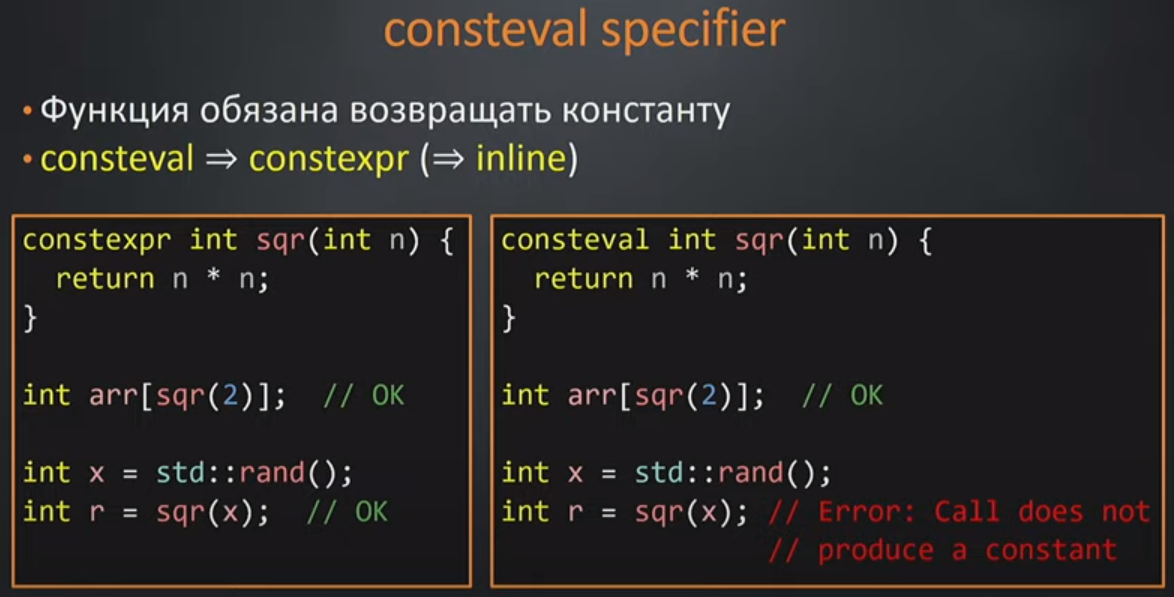 consteval specifier
• Функция обязана возвращать константу
• consteval ⇒ constexpr (⇒ inline)
constexpr int sqr(int n) {
  return n * n;
}
int arr[sqr(2)];  // OK
int x = std::rand();
int r = sqr(x);  // OK
consteval int sqr(int n) {
  return n * n;
}
int arr[sqr(2)];  // OK
int x = std::rand();
int r = sqr(x); // Error: Call does not
                // produce a constant